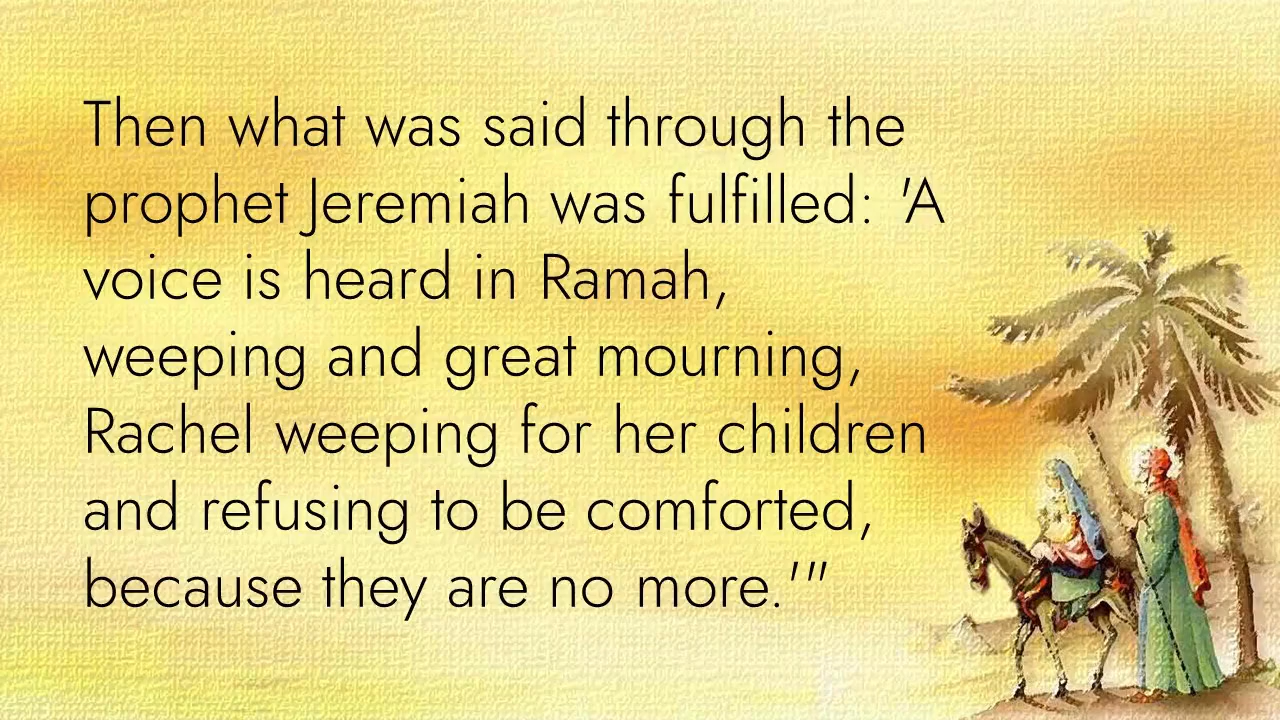 Then what was said through the
prophet Jeremiah was fulfilled: 'A
voice is heard in Ramah,
weeping and great mourning,
Rachel weeping for her children
and refusing to be comforted,
because they are no more.'"